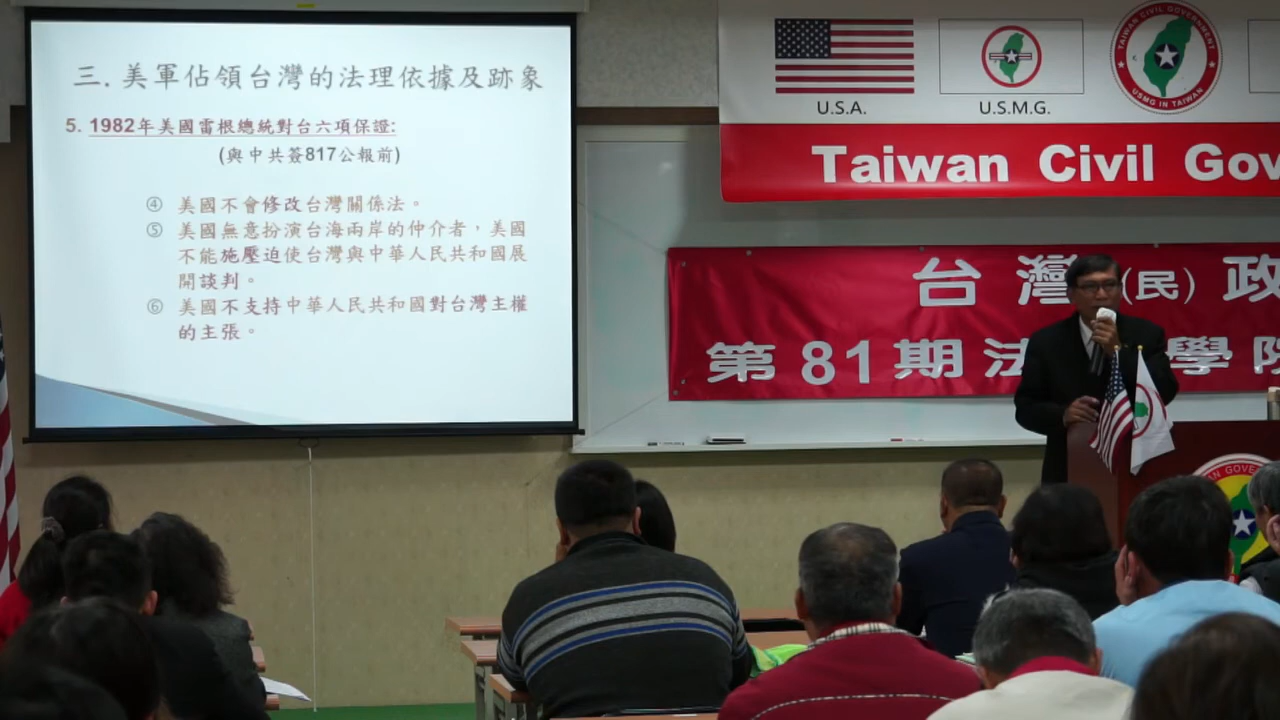 三. 美軍佔領台灣的法理依據及跡象
5. 1982年美國雷根總統對台六項保證:
(與中共簽817公報前)
④ 美國不會修改台灣關係法。
⑤ 美國無意扮演台海兩岸的仲介者，美國
不能施壓迫使台灣與中華人民共和國展
開談判。
⑥ 美國不支持中華人民共和國對台灣主權
的主張。
U.S.A.
U.S.M.G.
TAIWAN CIVIL GOVERNMENT
USMG IN TAIWAN
Taiwan Civil Gov
台灣(民)政
第81期法 學院